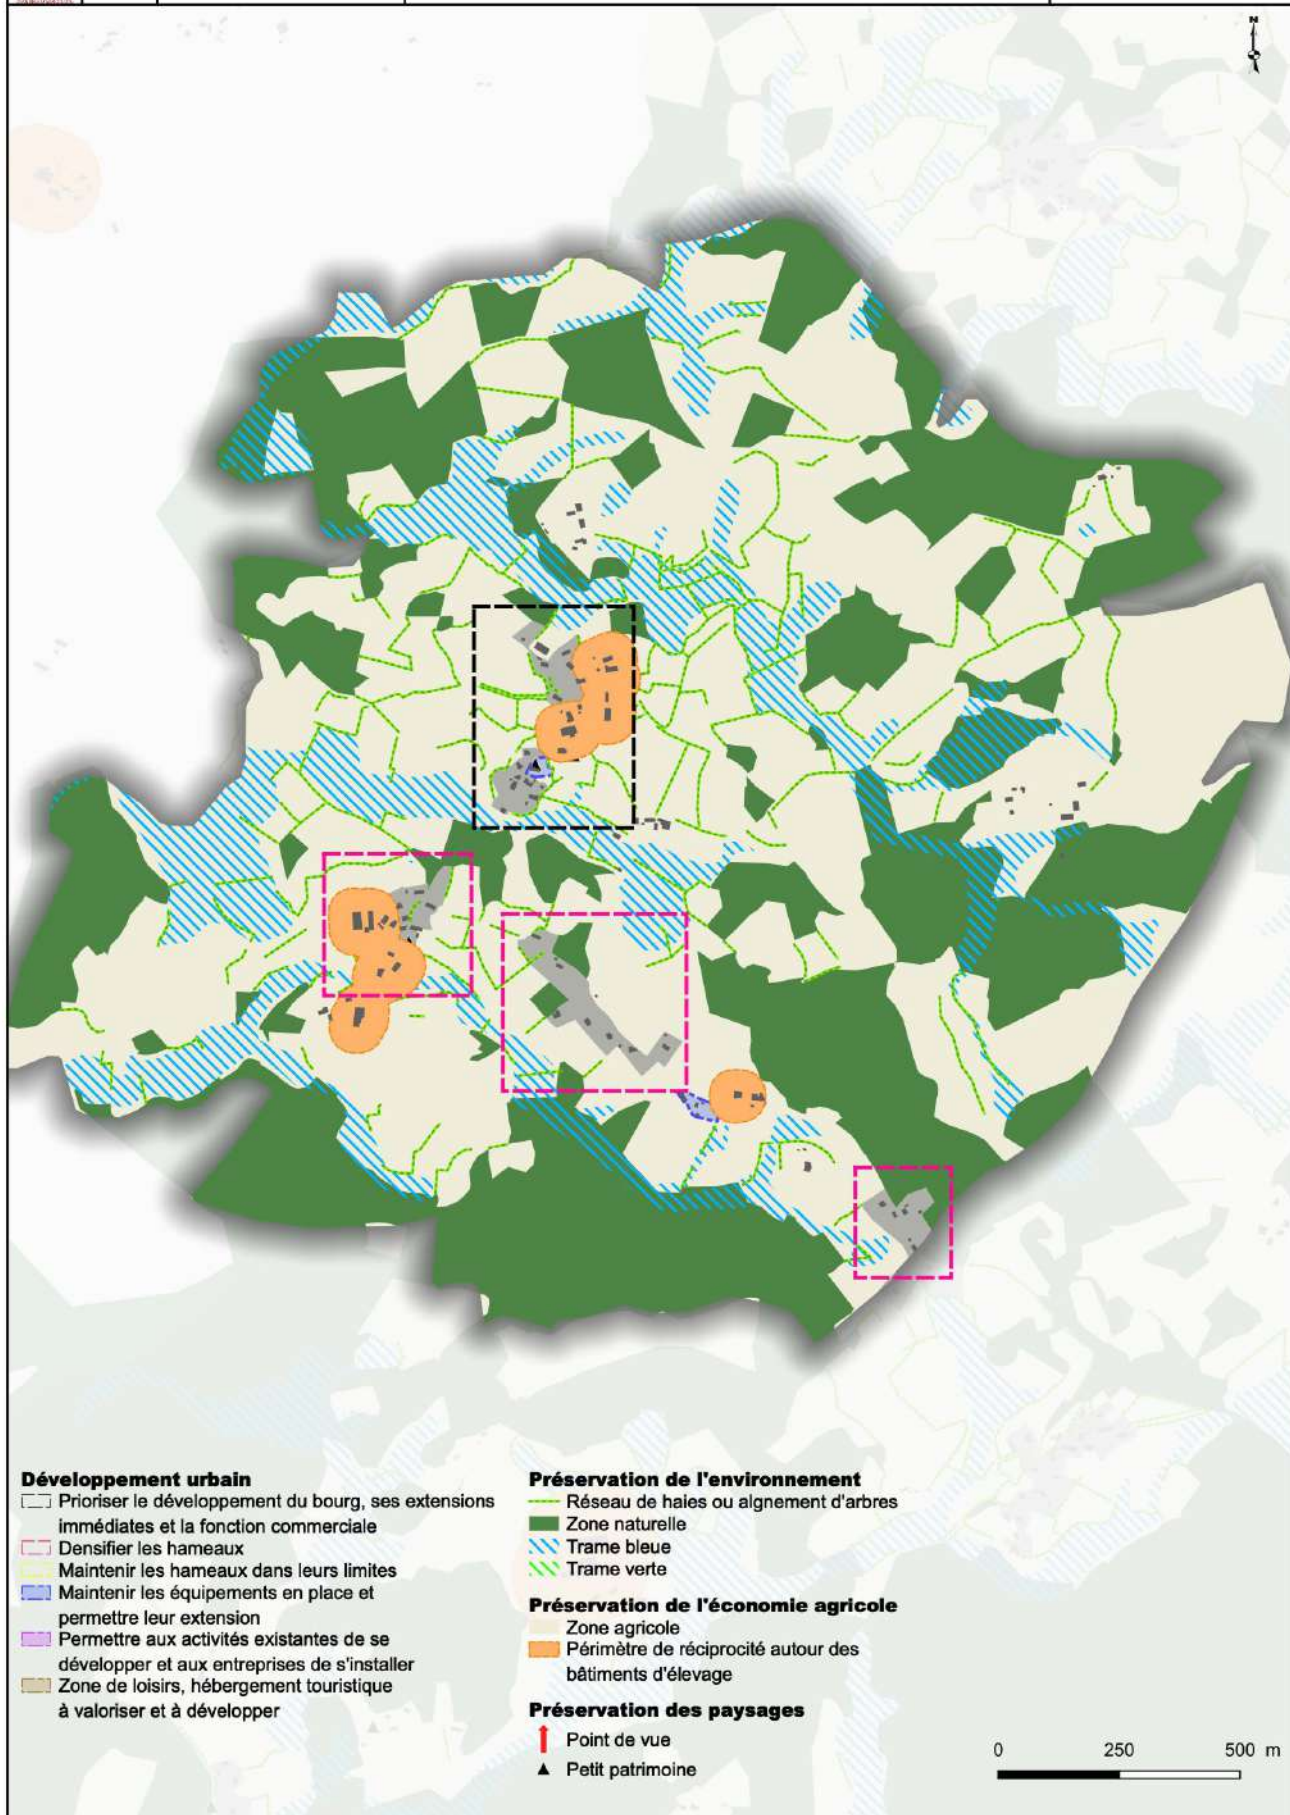 N
Développement urbain
Prioriser le développement du bourg, ses extensions
immédiates et la fonction commerciale
Densifier les hameaux
Maintenir les hameaux dans leurs limites
Maintenir les équipements en place et
permettre leur extension
Permettre aux activités existantes de se
développer et aux entreprises de s'installer
Zone de loisirs, hébergement touristique
à valoriser et à développer
Préservation de l'environnement
Réseau de haies ou algnement d'arbres
Zone naturelle
Trame bleue
Trame verte
Préservation de l'économie agricole
Zone agricole
Périmètre de réciprocité autour des
bâtiments d'élevage
Préservation des paysages
Point de vue
Petit patrimoine
0 250 500 m